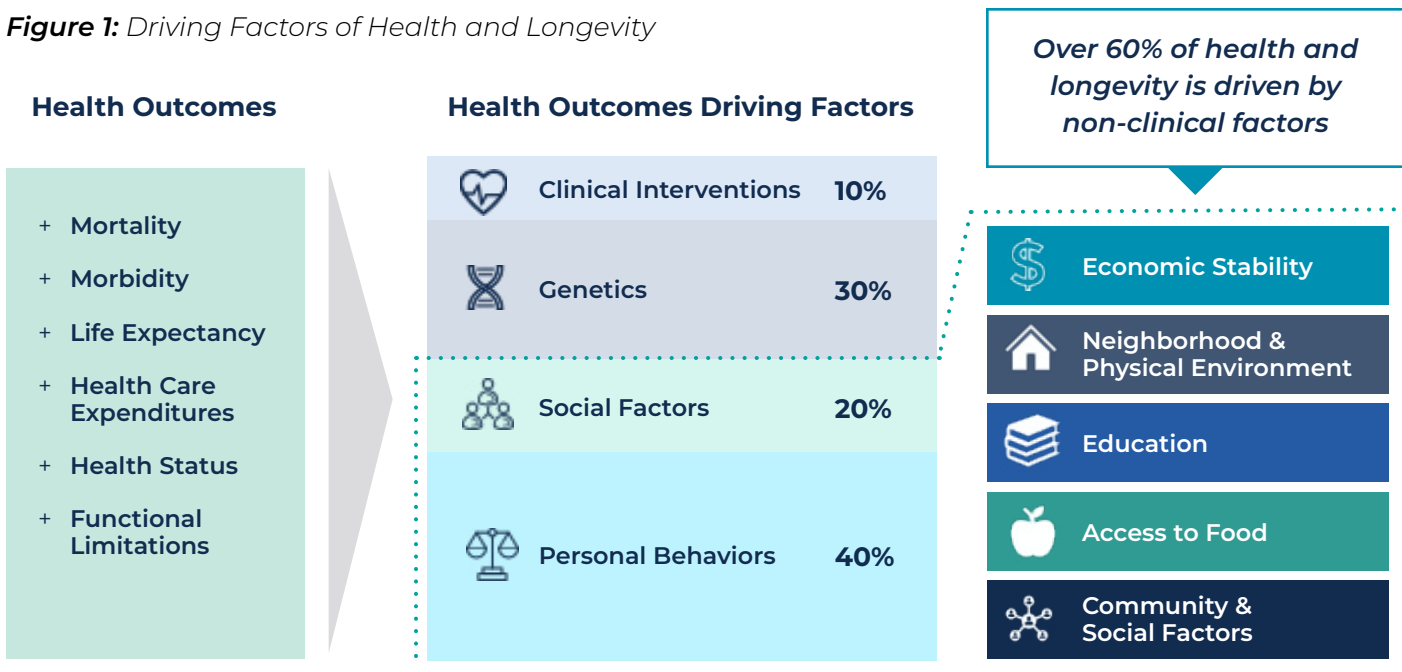 Figure 1: Driving Factors of Health and Longevity
Over 60% of health and
longevity is driven by
non-clinical factors
Health Outcomes
+ Mortality
+ Morbidity
+ Life Expectancy
+ Health Care
Expenditures
+ Health Status
+ Functional
Limitations
Health Outcomes Driving Factors
Clinical Interventions 10%
Genetics 30%
Social Factors 20%
Personal Behaviors 40%
Economic Stability
Neighborhood &
Physical Environment
Education
Access to Food
Community &
Social Factors